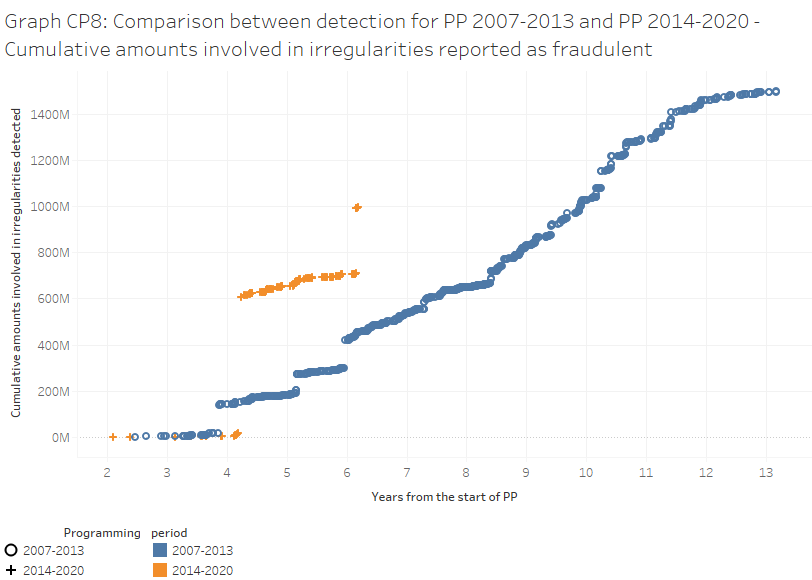 Graph CP8: Comparison between detection for PP 2007-2013 and PP 2014-2020 -
Cumulative amounts involved in irregularities reported as fraudulent
Cumulative amounts involved in irregularities detected
1400M
1200M
1000M
800M
600M
400M
200M
0M
2 3 4 5 6 7 8 9 10 11 12 13
Years from the start of PP
Programming period
2007-2013 2007-2013
2014-2020 2014-2020